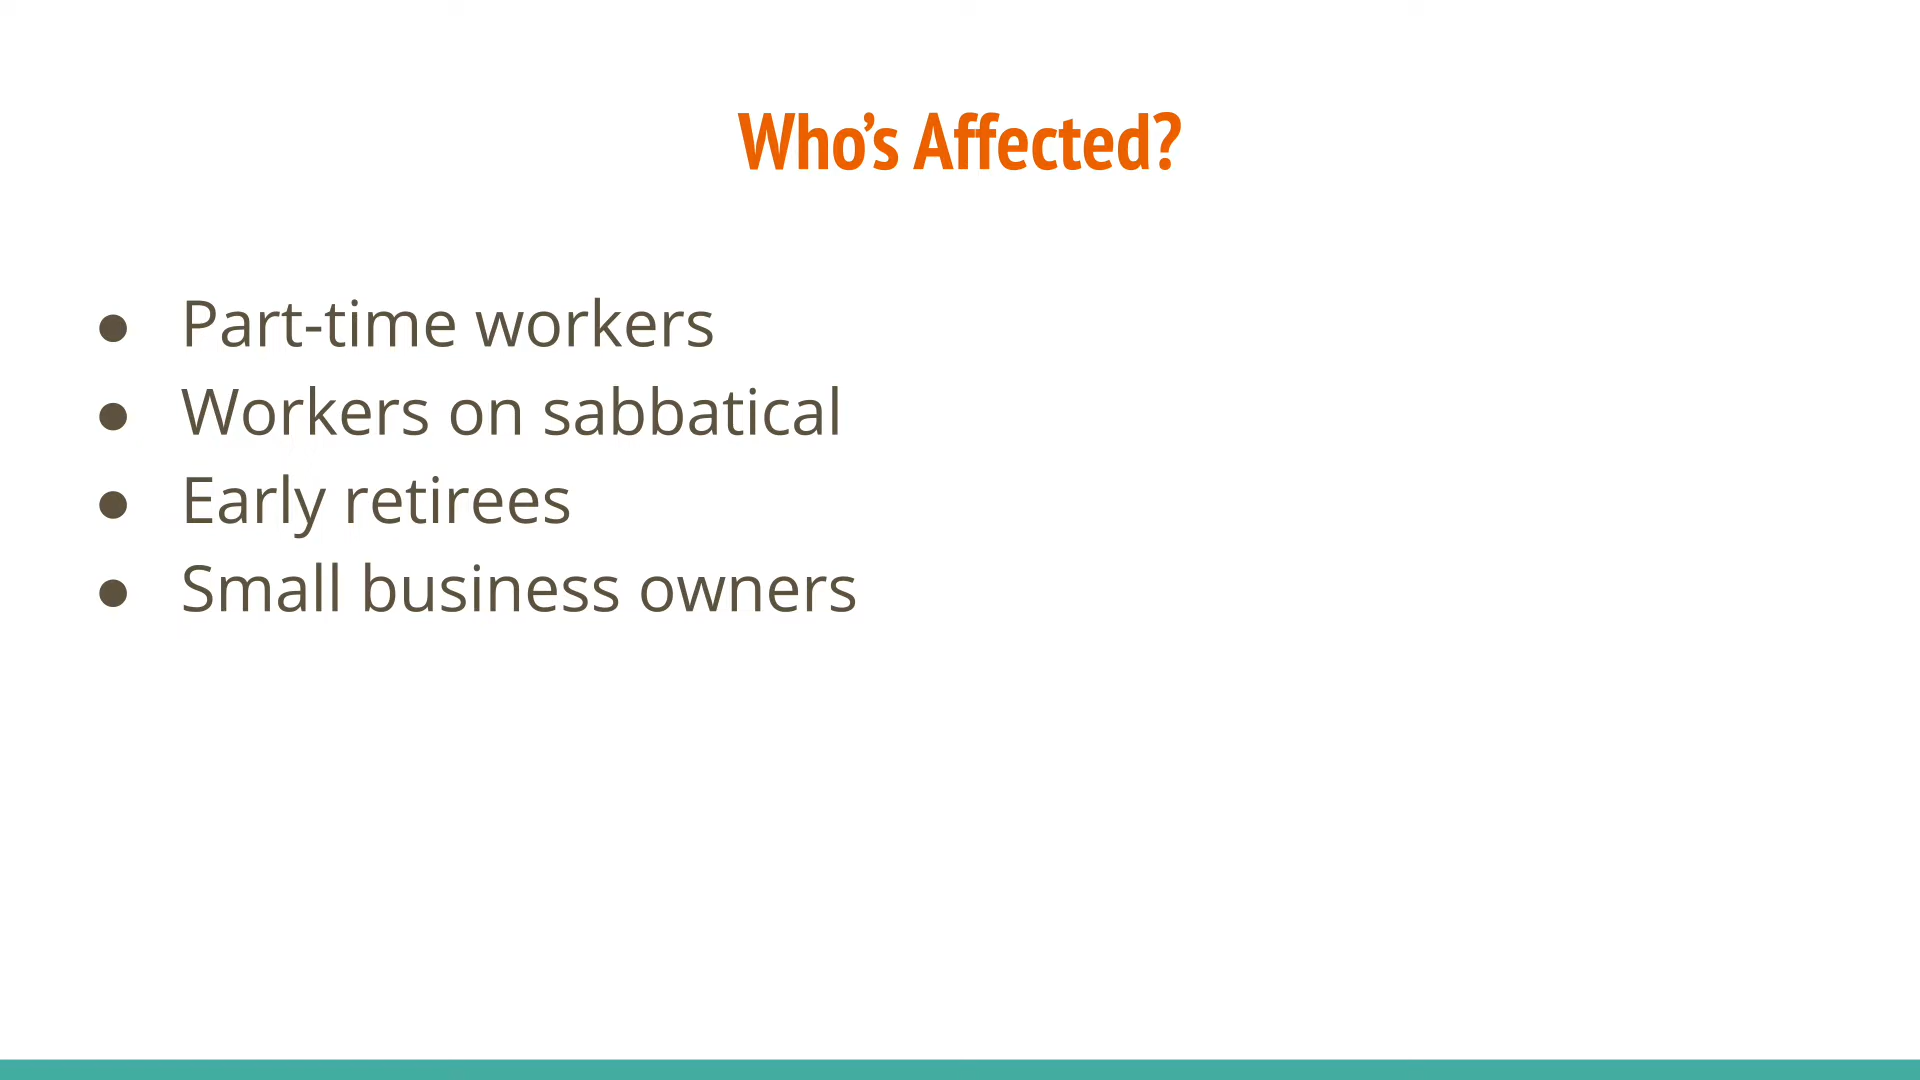 Who’s Affected?
● Part-time workers
● Workers on sabbatical
● Early retirees
● Small business owners